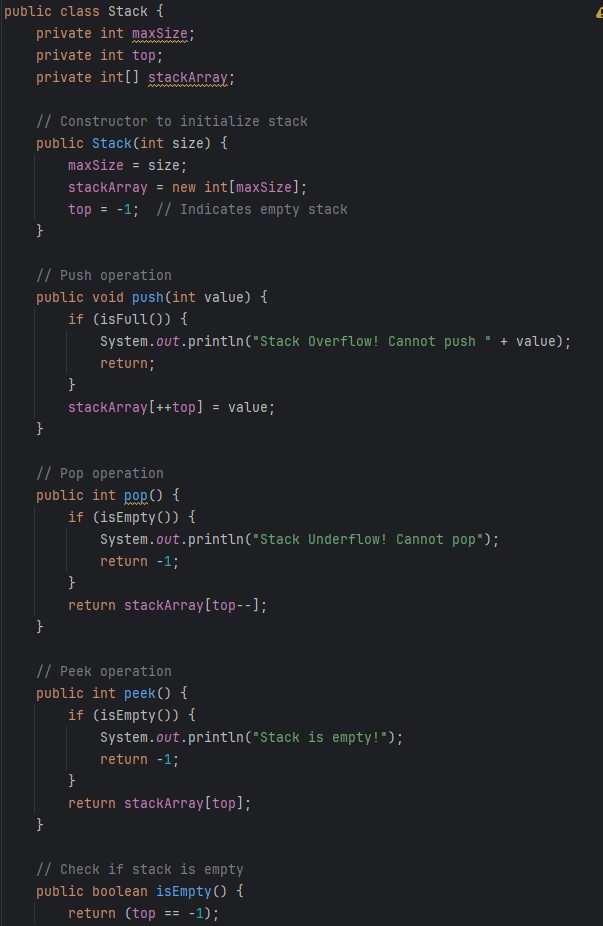 public class Stack {
    private int maxSize;
    private int top;
    private int[] stackArray;

    // Constructor to initialize stack
    public Stack(int size) {
        maxSize = size;
        stackArray = new int[maxSize];
        top = -1;  // Indicates empty stack
    }

    // Push operation
    public void push(int value) {
        if (isFull()) {
            System.out.println("Stack Overflow! Cannot push " + value);
            return;
        }
        stackArray[++top] = value;
    }

    // Pop operation
    public int pop() {
        if (isEmpty()) {
            System.out.println("Stack Underflow! Cannot pop");
            return -1;
        }
        return stackArray[top--];
    }

    // Peek operation
    public int peek() {
        if (isEmpty()) {
            System.out.println("Stack is empty!");
            return -1;
        }
        return stackArray[top];
    }

    // Check if stack is empty
    public boolean isEmpty() {
        return (top == -1);